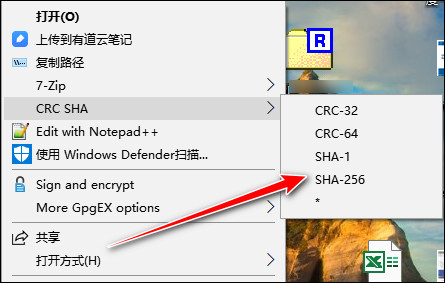 打开(O)
上传到有道云笔记
复制路径
7-Zip
CRC SHA
Edit with Notepad++
使用 Windows Defender扫描...
Sign and encrypt
More GpgEX options
共享
打开方式(H)
CRC-32
CRC-64
SHA-1
SHA-256
*
R
度